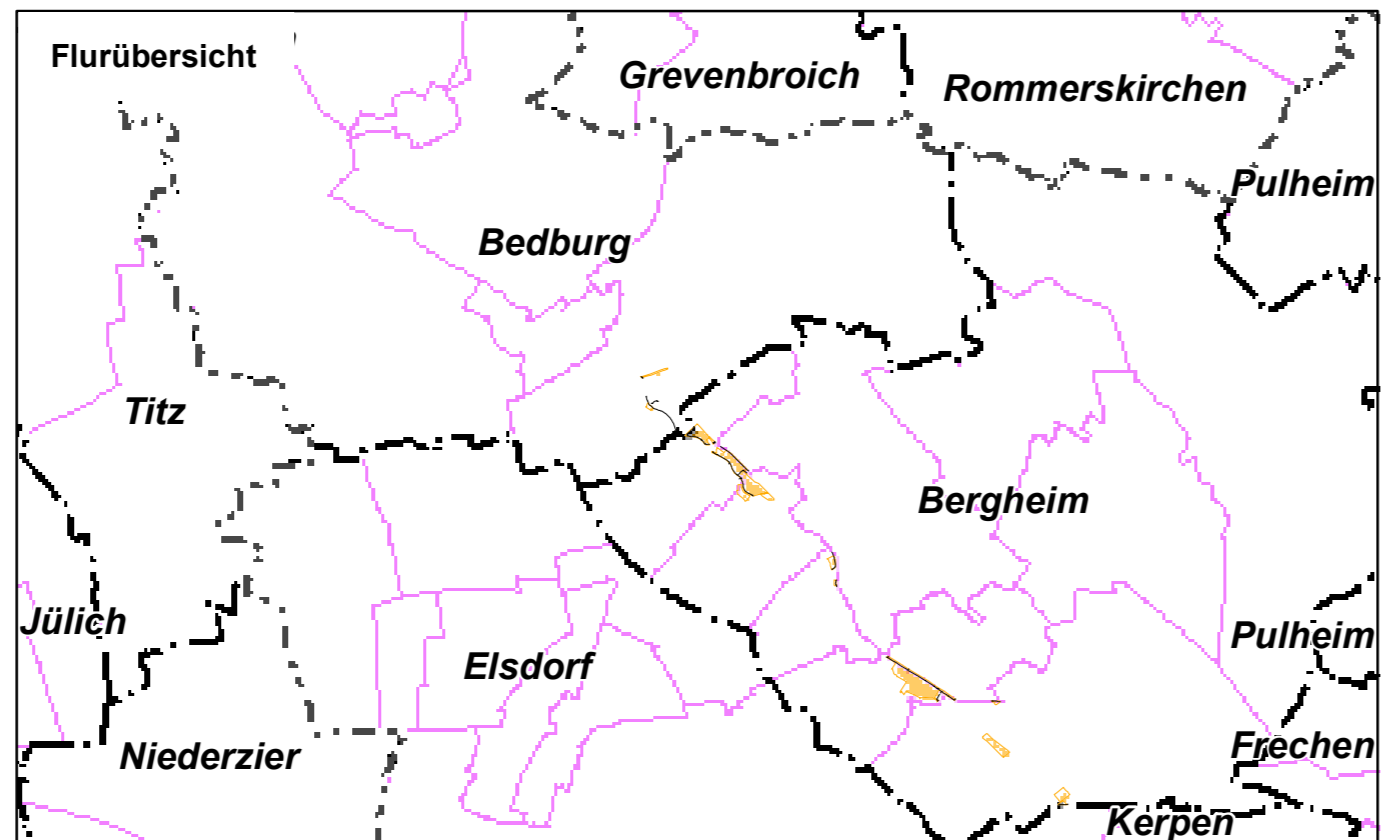 Flurübersicht
Grevenbroich
Rommerskirchen
Pulheim
Bedburg
Titz
Bergheim
Jülich
Pulheim
Elsdorf
Niederzier
Frechen
Kerpen